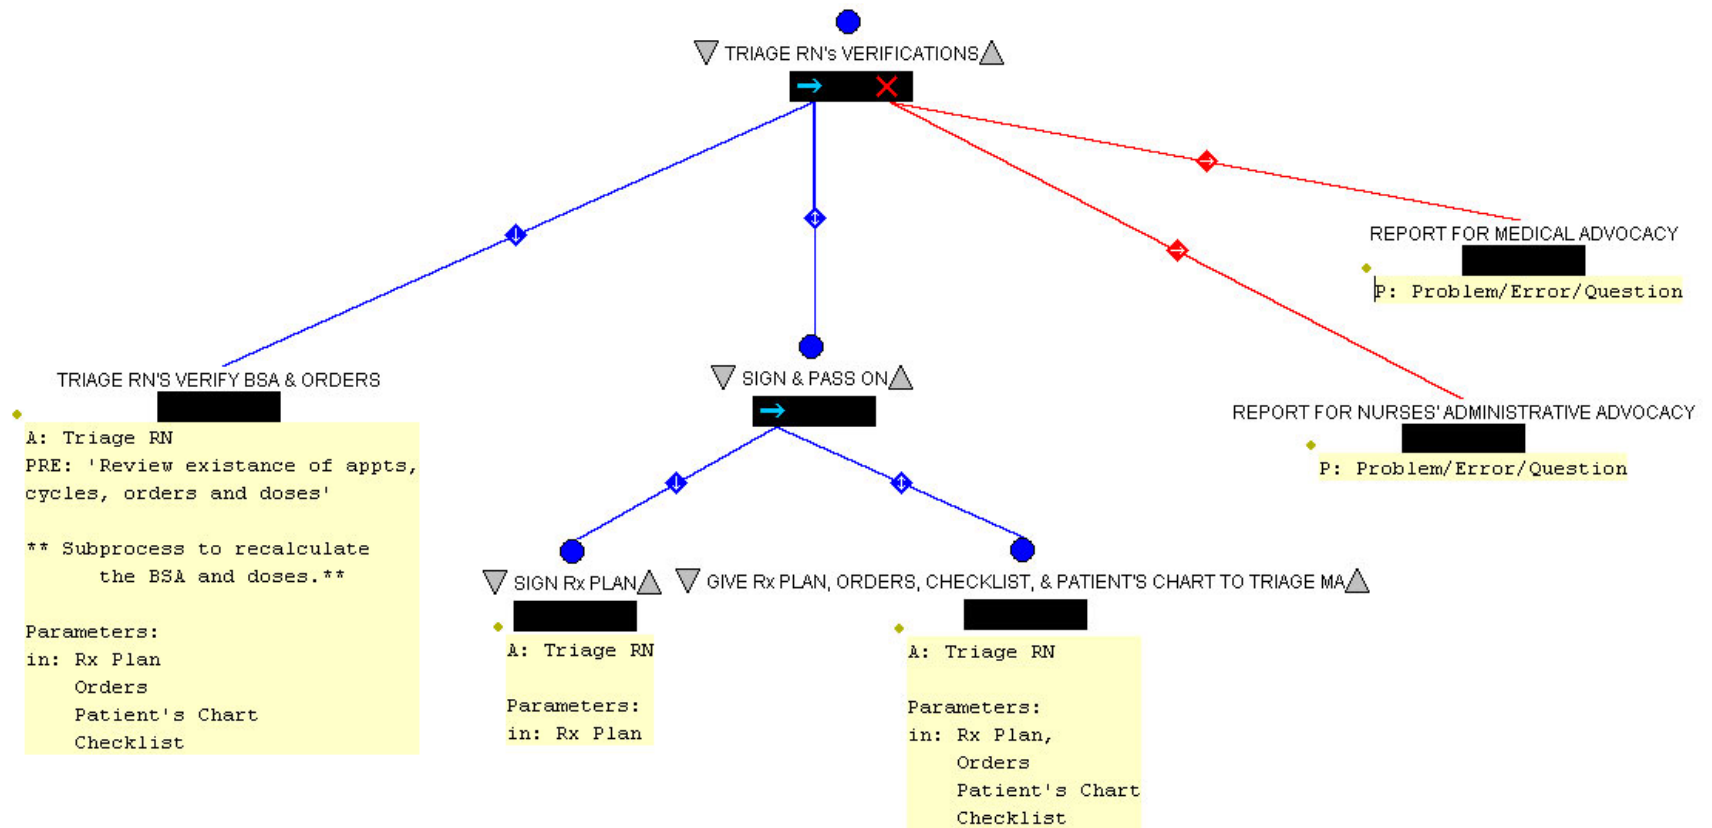 TRIAGE RN's VERIFICATIONS
REPORT FOR MEDICAL ADVOCACY
P: Problem/Error/Question
TRIAGE RN'S VERIFY BSA & ORDERS
A: Triage RN
PRE: 'Review existance of appts,
cycles, orders and doses'
** Subprocess to recalculate
the BSA and doses.**
Parameters:
in: Rx Plan
Orders
Patient's Chart
Checklist
SIGN & PASS ON
REPORT FOR NURSES' ADMINISTRATIVE ADVOCACY
P: Problem/Error/Question
SIGN Rx PLAN
A: Triage RN
Parameters:
in: Rx Plan
GIVE Rx PLAN, ORDERS, CHECKLIST, & PATIENT'S CHART TO TRIAGE MA
A: Triage RN
Parameters:
in: Rx Plan,
Orders
Patient's Chart
Checklist